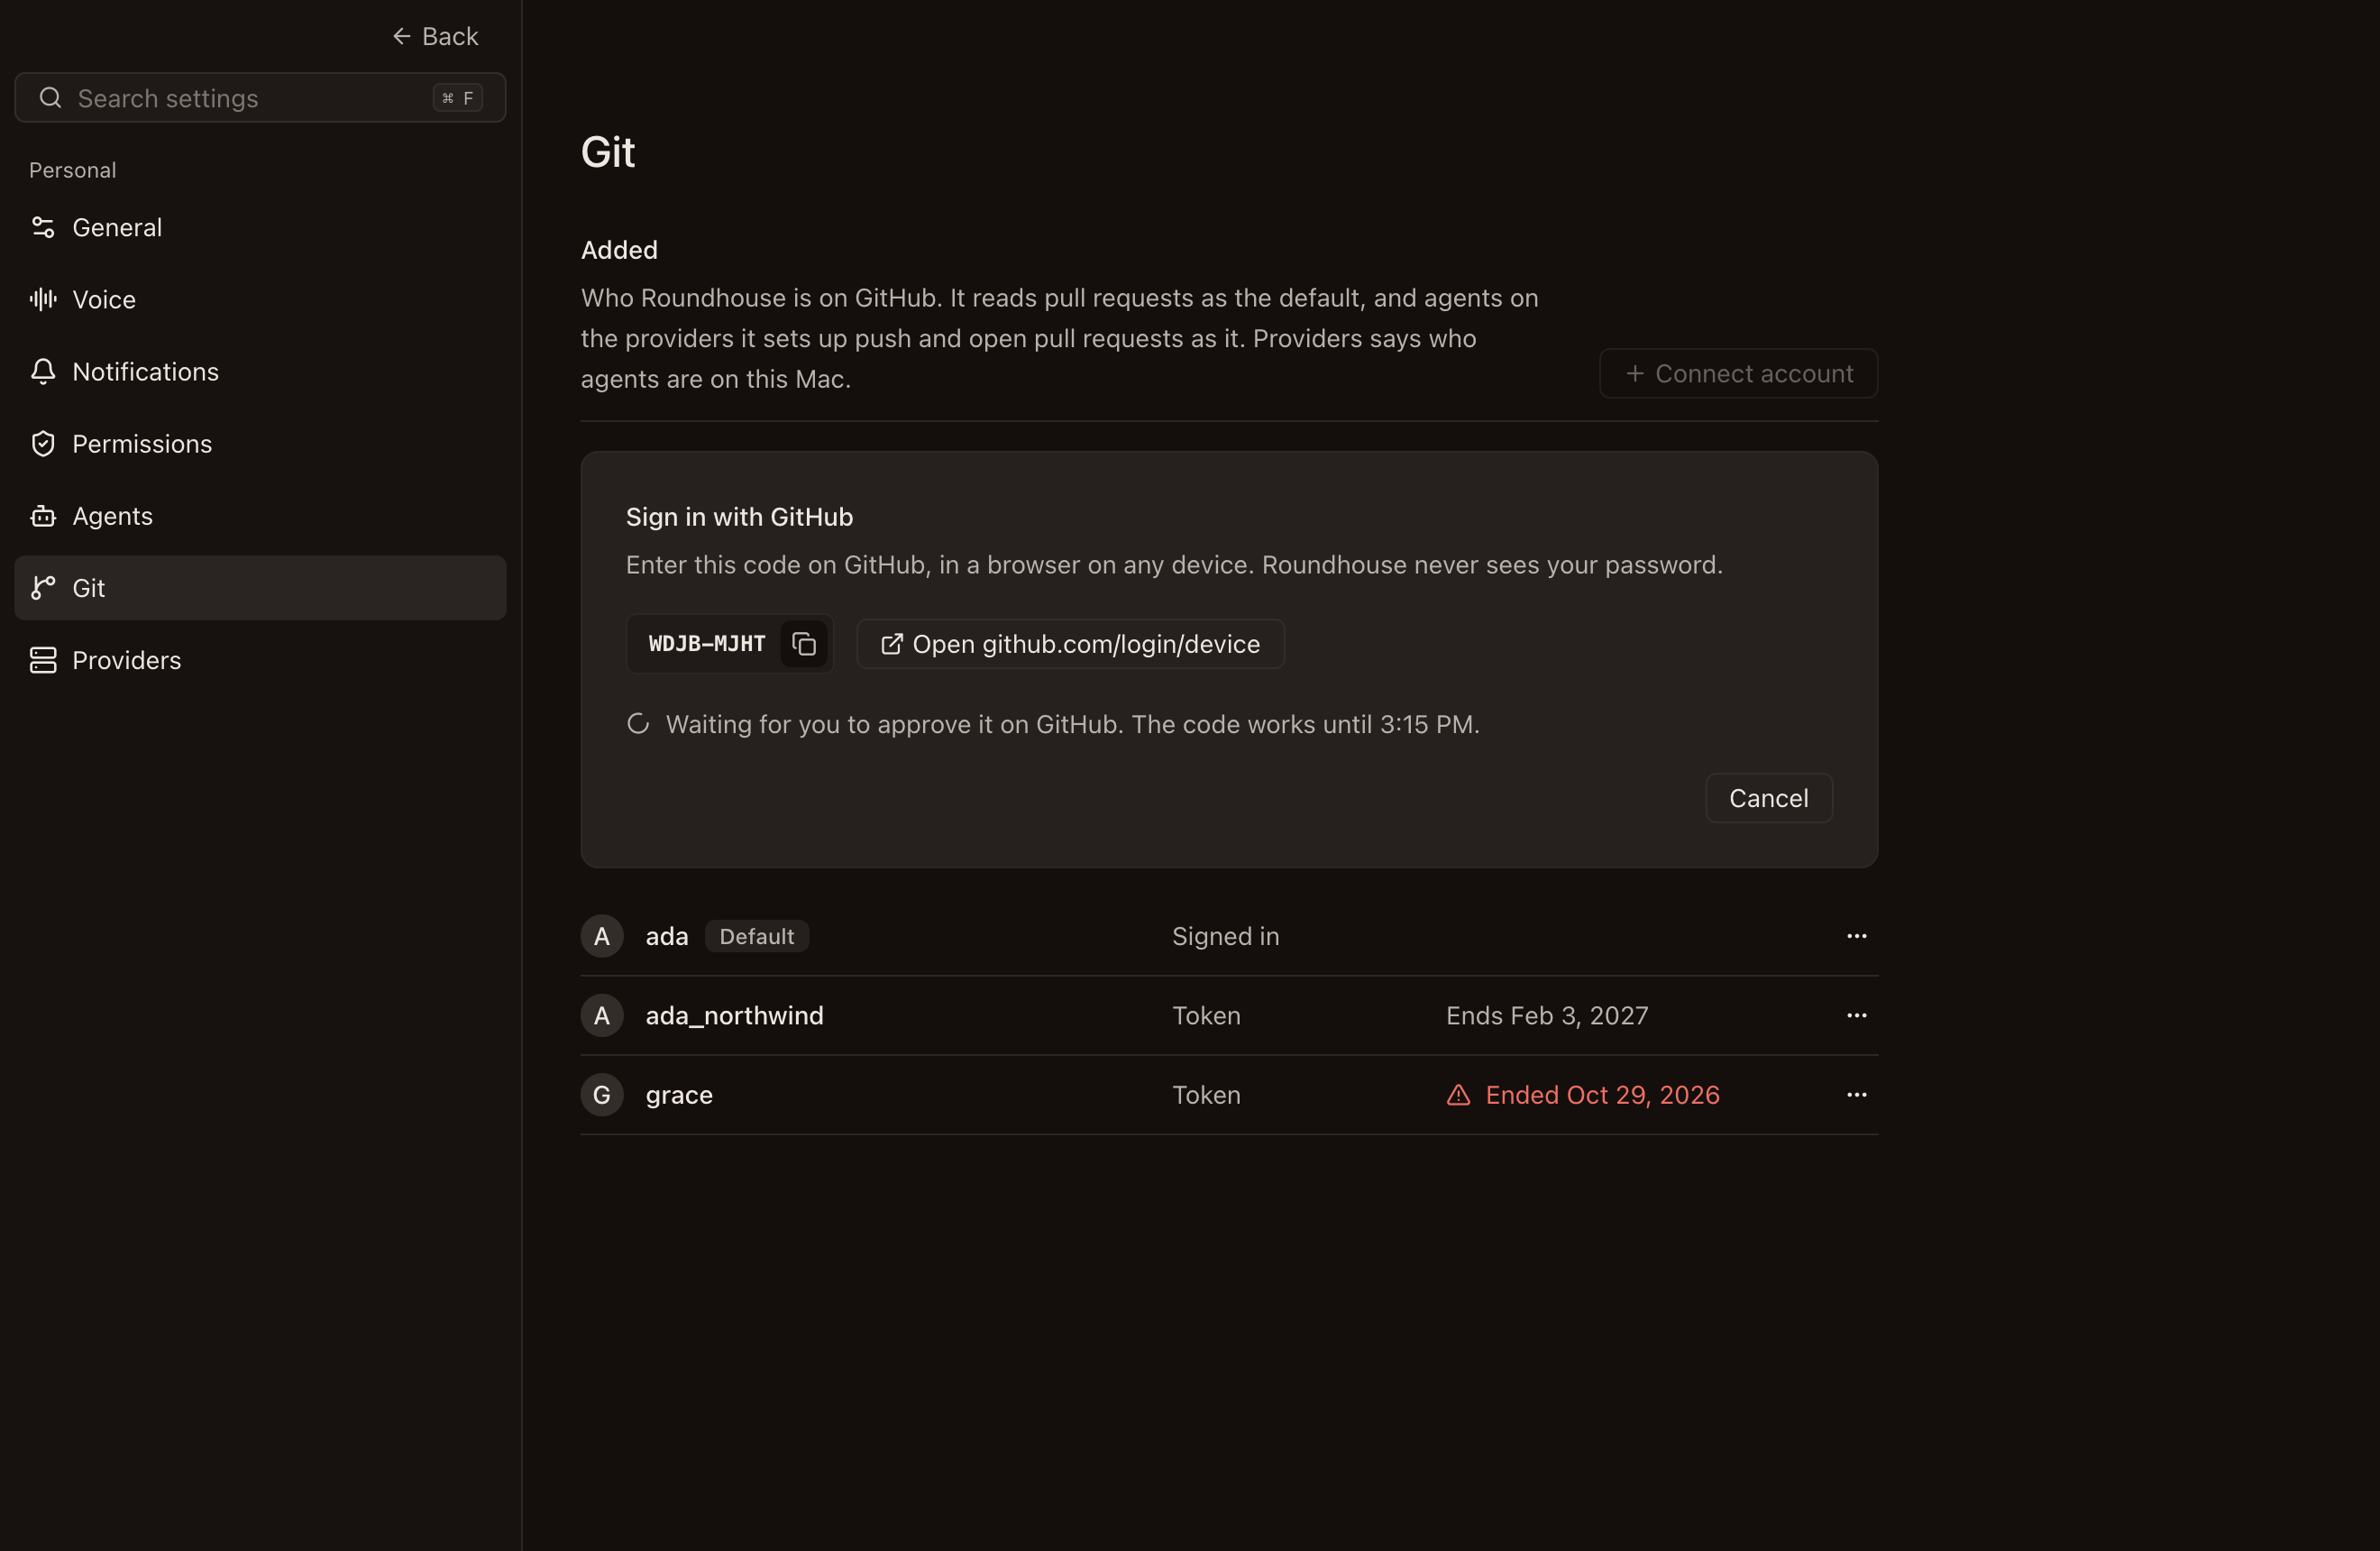 Back
Search settings
⌘ F
Personal
General
Voice
Notifications
Permissions
Agents
Git
Providers
Git
Added
Who Roundhouse is on GitHub. It reads pull requests as the default, and agents on
the providers it sets up push and open pull requests as it. Providers says who
agents are on this Mac.
+ Connect account
Sign in with GitHub
Enter this code on GitHub, in a browser on any device. Roundhouse never sees your password.
WDJB-MJHT
Open github.com/login/device
Waiting for you to approve it on GitHub. The code works until 3:15 PM.
Cancel
A ada Default Signed in
A ada_northwind Token Ends Feb 3, 2027
G grace Token Ended Oct 29, 2026